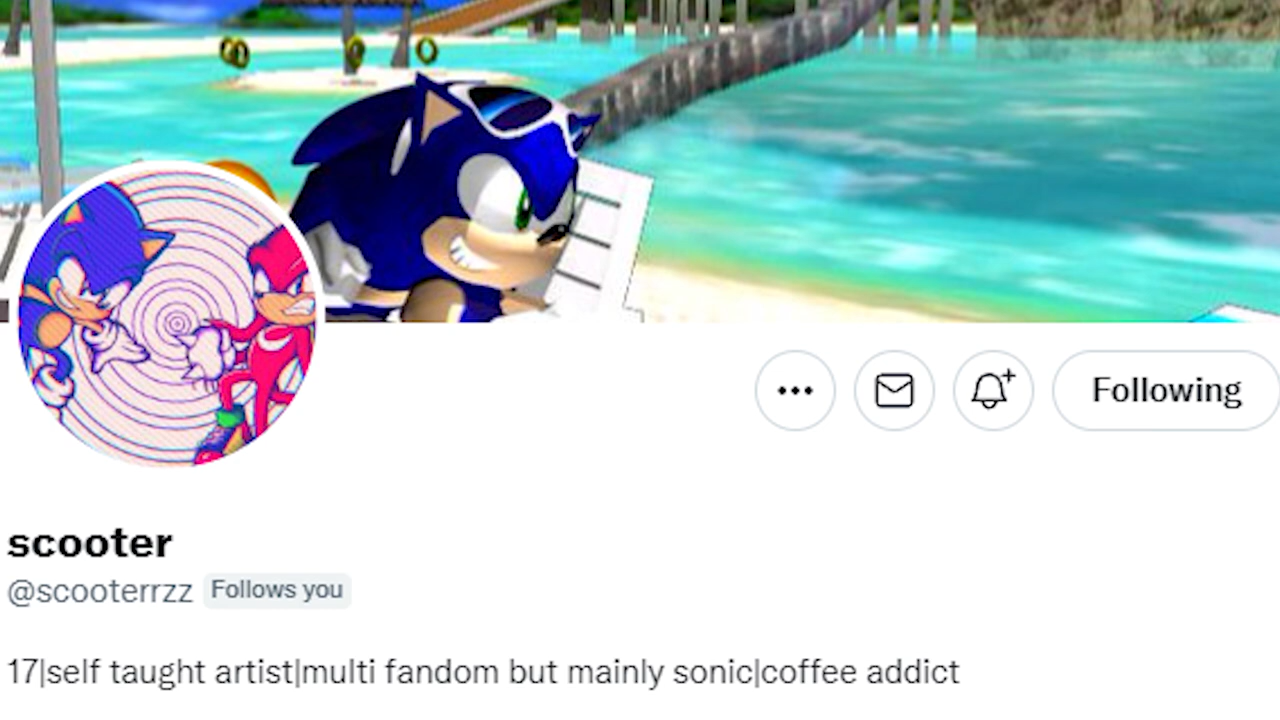 Following
scooter
@scooterrzz Follows you
17|self taught artist|multi fandom but mainly sonic|coffee addict